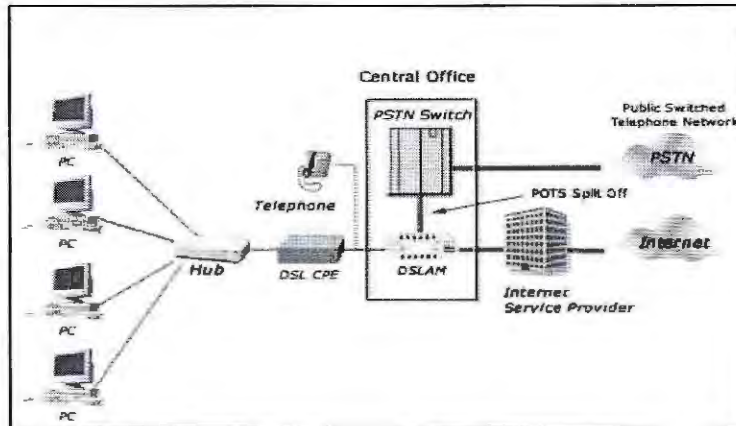 Central Office
PSTN Switch
Public Switched
Telephone Network
PSTN
PC
Telephone
POTS Split Off
PC
Hub
DSL CPE
DSLAM
Internet
Internet
Service Provider
PC
PC